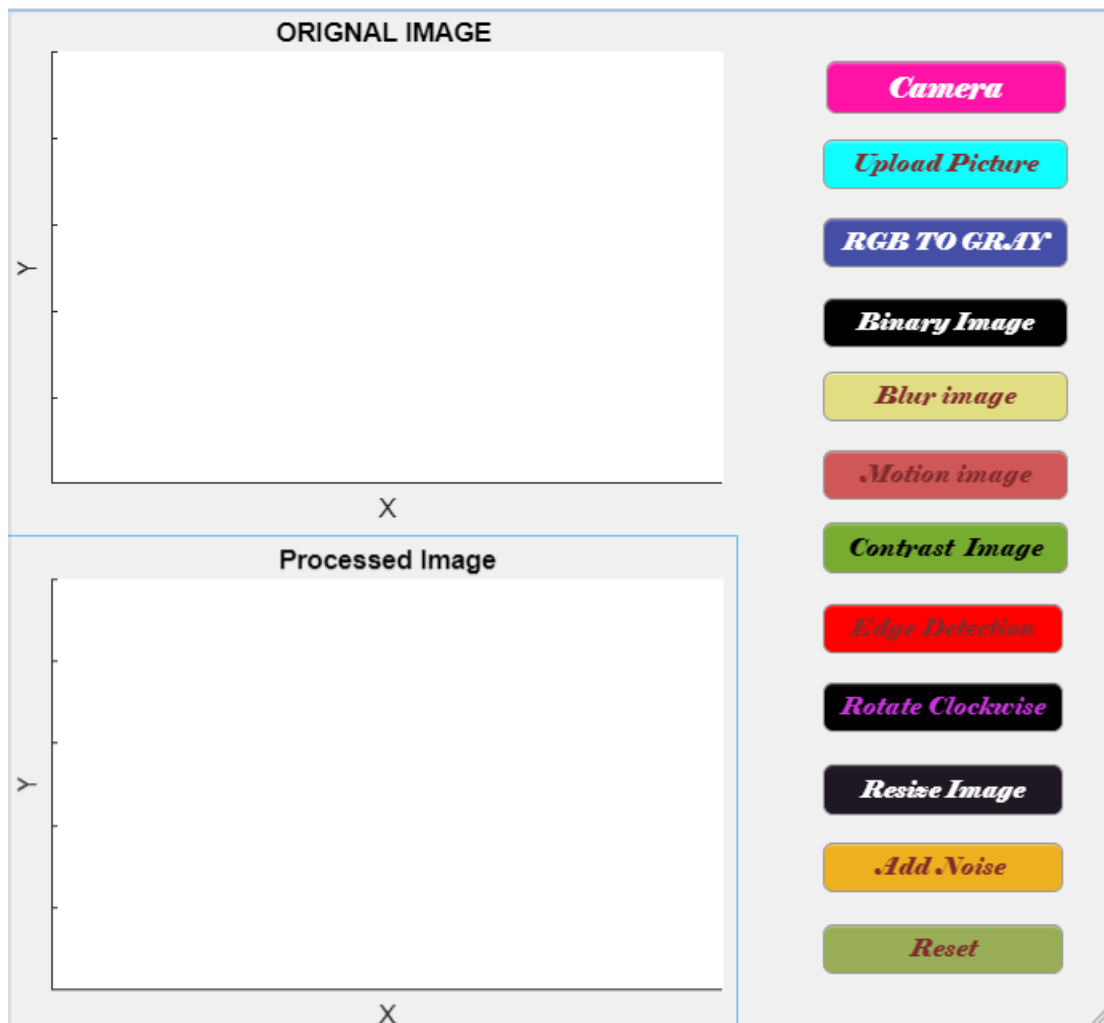 ORIGNAL IMAGE
Y
X
Processed Image
Y
X
Camera
Upload Picture
RGB TO GRAY
Binary Image
Blur image
Motion image
Contrast Image
Edge Detection
Rotate Clockwise
Resize Image
Add Noise
Reset